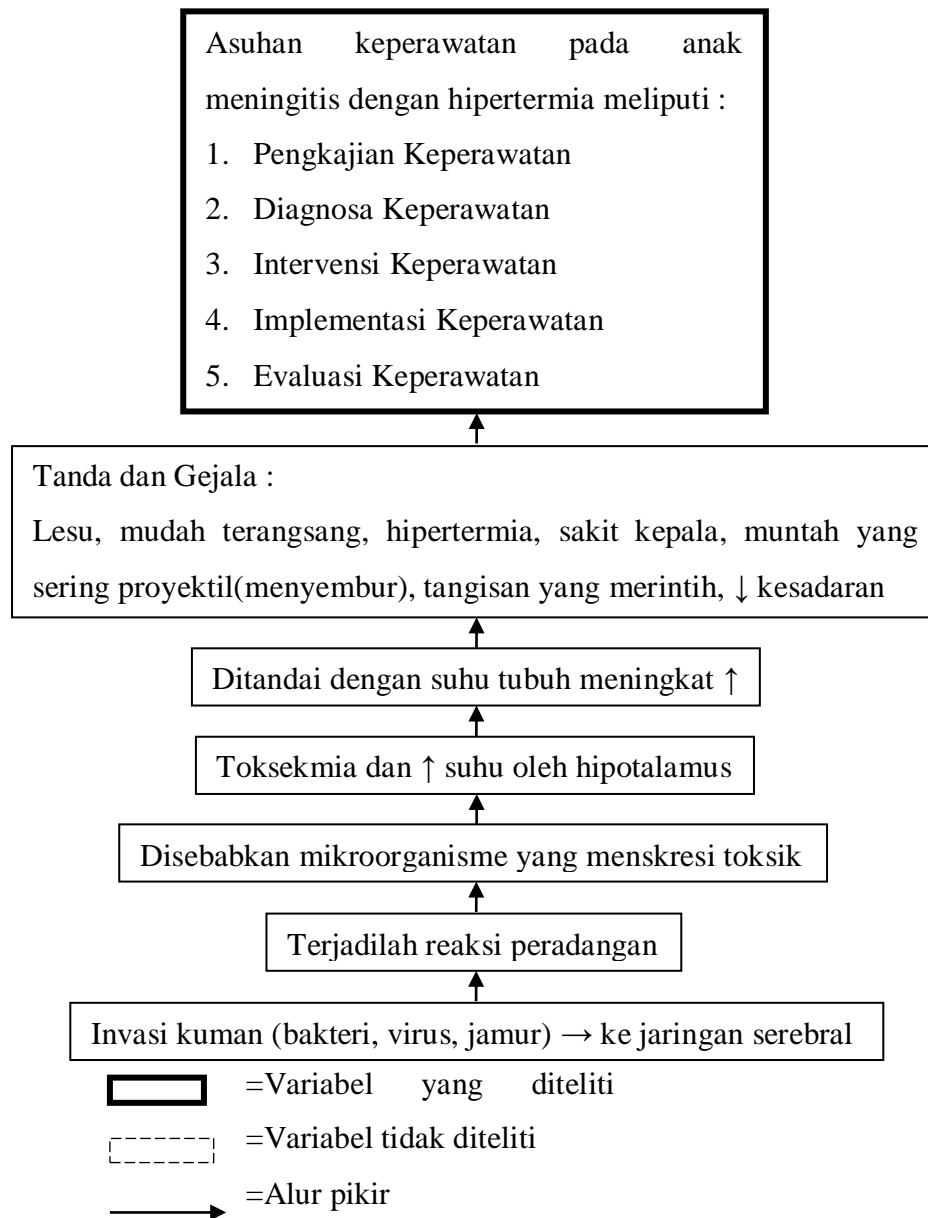 Asuhan keperawatan pada anak
meningitis dengan hipertermia meliputi :
1. Pengkajian Keperawatan
2. Diagnosa Keperawatan
3. Intervensi Keperawatan
4. Implementasi Keperawatan
5. Evaluasi Keperawatan
Tanda dan Gejala :
Lesu, mudah terangsang, hipertermia, sakit kepala, muntah yang
sering proyektil(menyembur), tangisan yang merintih, ↓ kesadaran
Ditandai dengan suhu tubuh meningkat ↑
Toksekmia dan ↑ suhu oleh hipotalamus
Disebabkan mikroorganisme yang menskresi toksik
Terjadilah reaksi peradangan
Invasi kuman (bakteri, virus, jamur) → ke jaringan serebral
=Variabel yang diteliti
=Variabel tidak diteliti
=Alur pikir